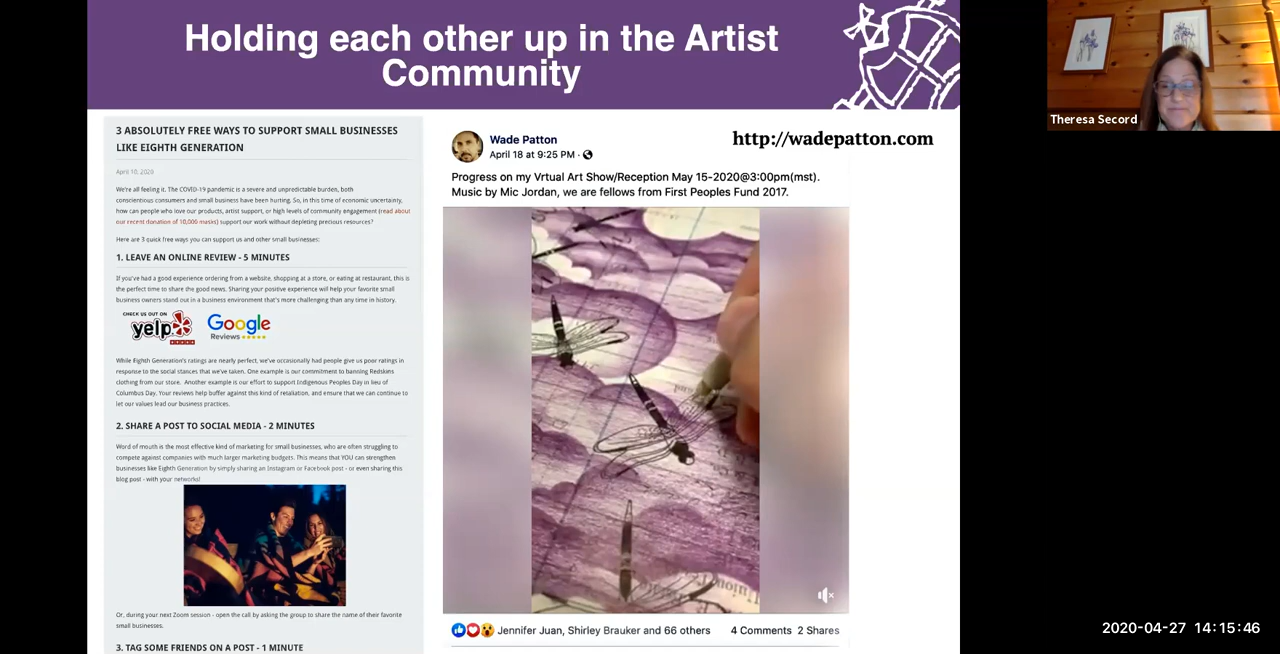 Holding each other up in the Artist
Community
3 ABSOLUTELY FREE WAYS TO SUPPORT SMALL BUSINESSES
LIKE EIGHTH GENERATION
April 10, 2020
We're all feeling it. The COVID-19 pandemic is a severe and unpredictable burden, both
conscientious consumers and small business have been hurting. So, in this time of economic uncertainty,
how can people who love our products, artist support, or high levels of community engagement (read about
our recent donation of 10,000 masks) support our work without depleting precious resources?
Here are 3 quick free ways you can support us and other small businesses:
1. LEAVE AN ONLINE REVIEW - 5 MINUTES
If you've had a good experience ordering from a website, shopping at a store, or eating at restaurant, this is
the perfect time to share the good news. Sharing your positive experience will help your favorite small
business owners stand out in a business environment that's more challenging than any time in history.
CHECK US OUT ON
yelp
Google
Reviews
While Eighth Generation's ratings are nearly perfect, we've occasionally had people give us poor ratings in
response to the social stances that we've taken. One example is our commitment to banning Redskins
clothing from our store. Another example is our effort to support Indigenous Peoples Day in lieu of
Columbus Day. Your reviews help buffer against this kind of retaliation, and ensure that we can continue to
let our values lead our business practices.
2. SHARE A POST TO SOCIAL MEDIA - 2 MINUTES
Word of mouth is the most effective kind of marketing for small businesses, who are often struggling to
compete against companies with much larger marketing budgets. This means that YOU can strengthen
businesses like Eighth Generation by simply sharing an Instagram or Facebook post - or even sharing this
blog post - with your networks!
Or, during your next Zoom session - open the call by asking the group to share the name of their favorite
small businesses.
3. TAG SOME FRIENDS ON A POST - 1 MINUTE
Wade Patton
April 18 at 9:25 PM ·
http://wadepatton.com
Progress on my Vrtual Art Show/Reception May 15-2020@3:00pm(mst).
Music by Mic Jordan, we are fellows from First Peoples Fund 2017.
Jennifer Juan, Shirley Brauker and 66 others 4 Comments 2 Shares
Theresa Secord
2020-04-27 14:15:46